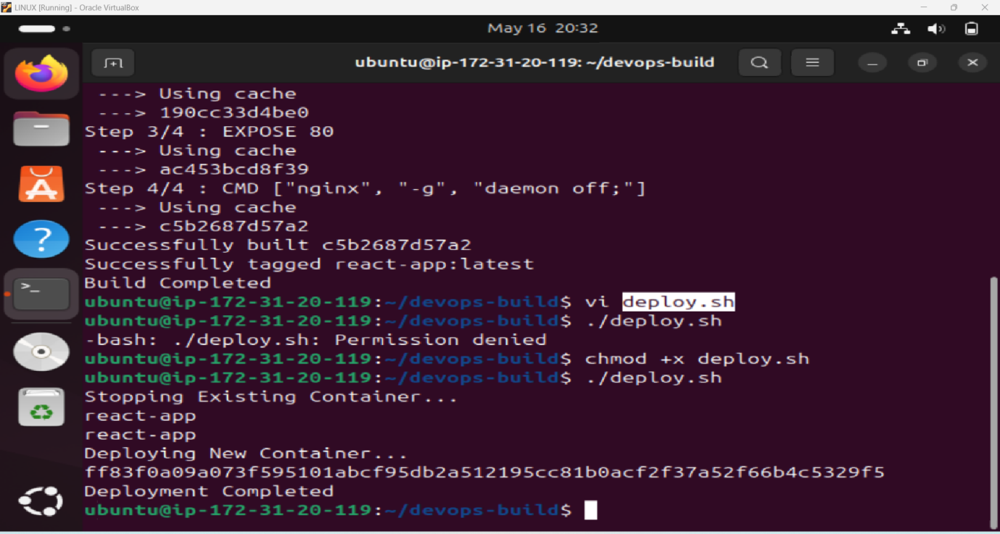 LINUX [Running] - Oracle VirtualBox
May 16 20:32
ubuntu@ip-172-31-20-119: ~/devops-build
---> Using cache
---> 190cc33d4be0
Step 3/4 : EXPOSE 80
---> Using cache
---> ac453bcd8f39
Step 4/4 : CMD ["nginx", "-g", "daemon off;"]
---> Using cache
---> c5b2687d57a2
Successfully built c5b2687d57a2
Successfully tagged react-app:latest
Build Completed
ubuntu@ip-172-31-20-119:~/devops-build$ vi deploy.sh
ubuntu@ip-172-31-20-119:~/devops-build$ ./deploy.sh
-bash: ./deploy.sh: Permission denied
ubuntu@ip-172-31-20-119:~/devops-build$ chmod +x deploy.sh
ubuntu@ip-172-31-20-119:~/devops-build$ ./deploy.sh
Stopping Existing Container...
react-app
react-app
Deploying New Container...
ff83f0a09a073f595101abcf95db2a512195cc81b0acf2f37a52f66b4c5329f5
Deployment Completed
ubuntu@ip-172-31-20-119:~/devops-build$